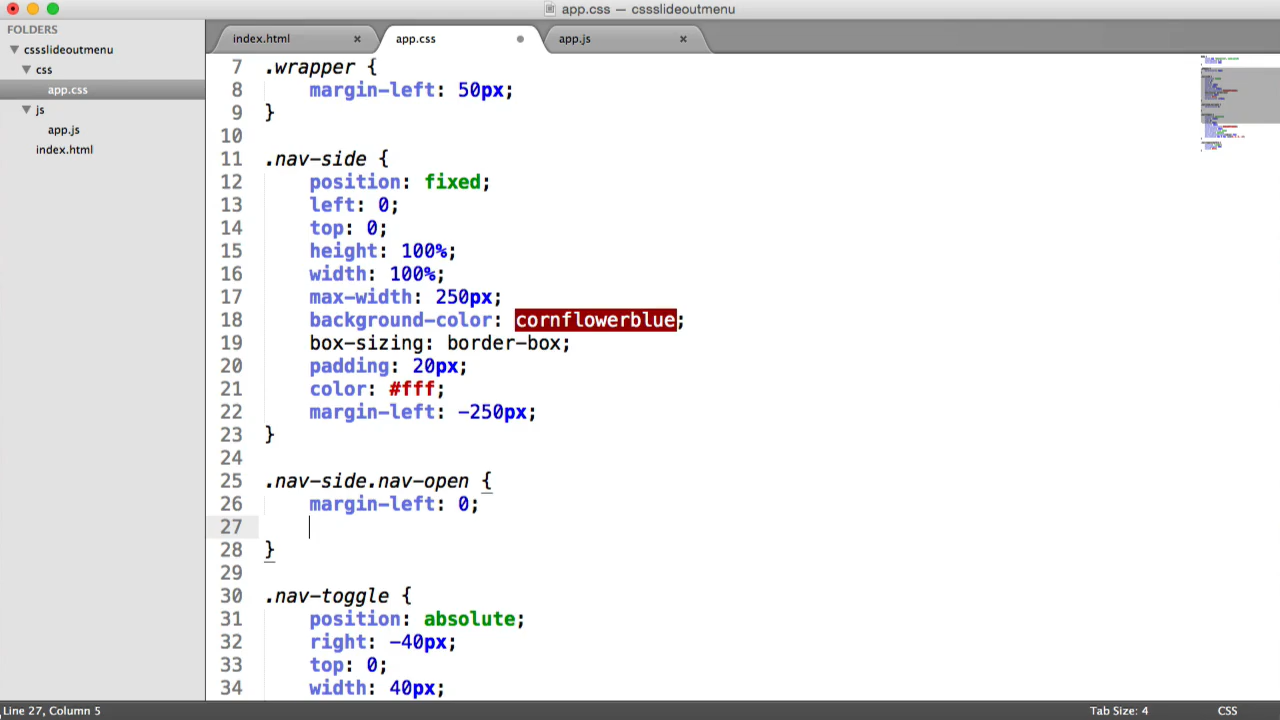 app.css — cssslideoutmenu
FOLDERS
cssslideoutmenu
css
app.css
js
app.js
index.html
index.html × app.css app.js ×
7 .wrapper {
8 margin-left: 50px;
9 }
10
11 .nav-side {
12 position: fixed;
13 left: 0;
14 top: 0;
15 height: 100%;
16 width: 100%;
17 max-width: 250px;
18 background-color: cornflowerblue;
19 box-sizing: border-box;
20 padding: 20px;
21 color: #fff;
22 margin-left: -250px;
23 }
24
25 .nav-side.nav-open {
26 margin-left: 0;
27
28 }
29
30 .nav-toggle {
31 position: absolute;
32 right: -40px;
33 top: 0;
34 width: 40px;
Line 27, Column 5 Tab Size: 4 CSS